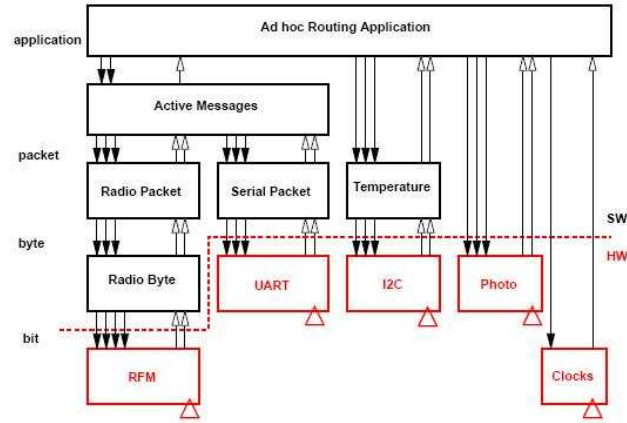 Ad hoc Routing Application
application
Active Messages
packet
Radio Packet
Serial Packet
Temperature
SW
byte
HW
Radio Byte
UART
I2C
Photo
bit
RFM
Clocks